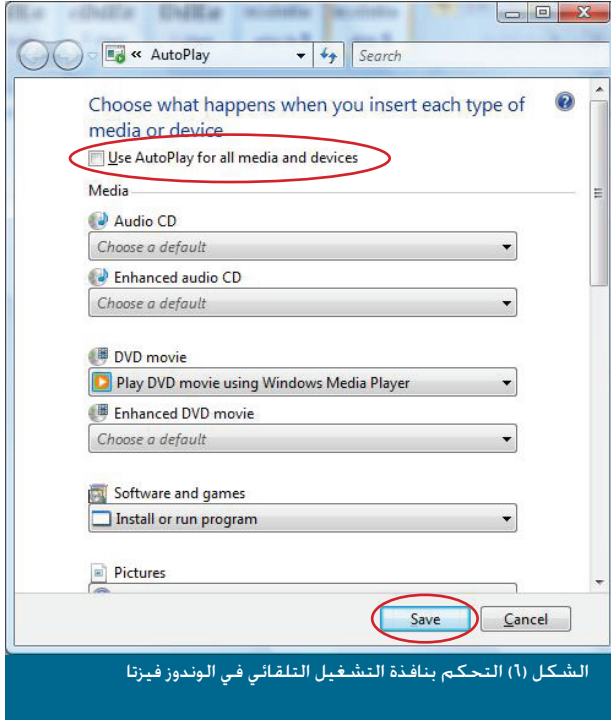 « AutoPlay
Search
Choose what happens when you insert each type of
media or device
Use AutoPlay for all media and devices
Media
Audio CD
Choose a default
Enhanced audio CD
Choose a default
DVD movie
Play DVD movie using Windows Media Player
Enhanced DVD movie
Choose a default
Software and games
Install or run program
Pictures
Save Cancel
الشكل (٦) التحكم بنافذة التشغيل التلقائي في الوندوز فيزتا